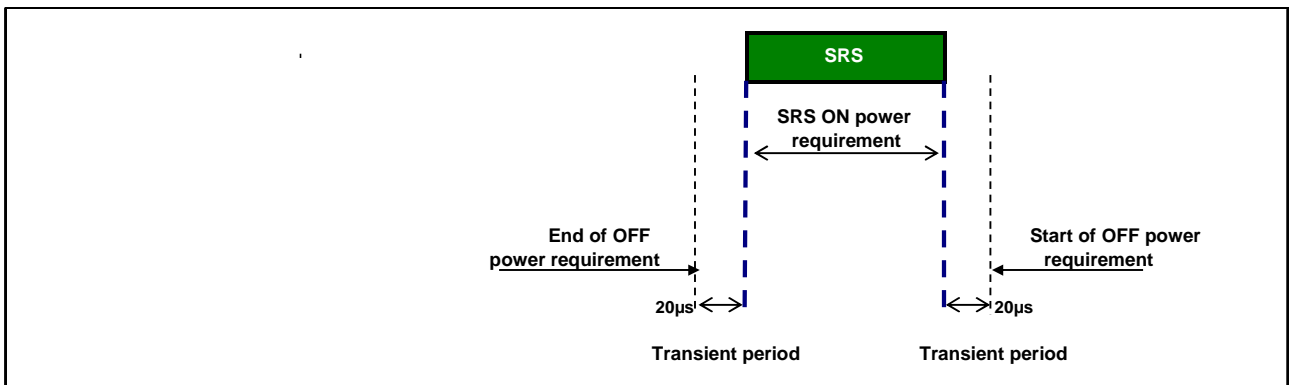 SRS
SRS ON power
requirement
End of OFF
power requirement
Start of OFF power
requirement
20µs
20µs
Transient period
Transient period